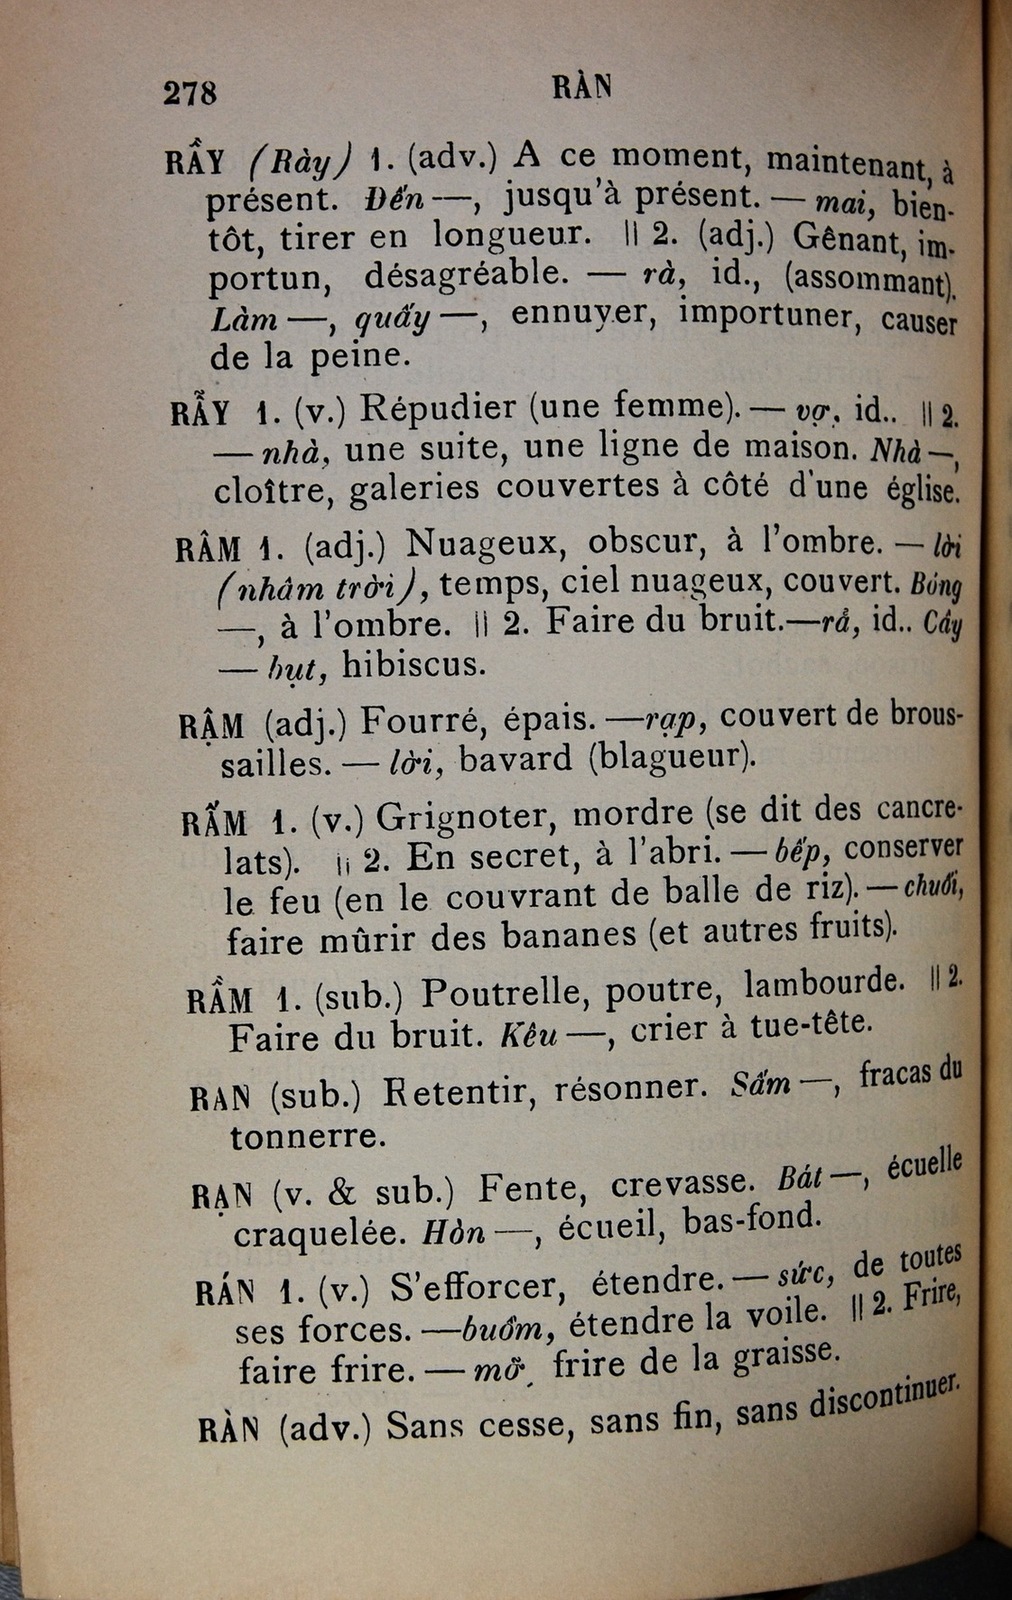 278 RÀN
RẦY (Rày) 1. (adv.) A ce moment, maintenant, à
présent. Đến —, jusqu'à présent. — mai, bien-
tôt, tirer en longueur. || 2. (adj.) Gênant, im-
portun, désagréable. — rà, id., (assommant).
Làm —, quấy —, ennuyer, importuner, causer
de la peine.
RẪY 1. (v.) Répudier (une femme). — vợ, id.. || 2.
— nhà, une suite, une ligne de maison. Nhà —,
cloître, galeries couvertes à côté d'une église.
RÂM 1. (adj.) Nuageux, obscur, à l'ombre. — lời
(nhâm trời), temps, ciel nuageux, couvert. Bóng
—, à l'ombre. || 2. Faire du bruit.—rả, id.. Cây
— bụt, hibiscus.
RẬM (adj.) Fourré, épais. —rạp, couvert de brous-
sailles. — lời, bavard (blagueur).
RẤM 1. (v.) Grignoter, mordre (se dit des cancre-
lats). || 2. En secret, à l'abri. — bếp, conserver
le feu (en le couvrant de balle de riz). — chuối,
faire mûrir des bananes (et autres fruits).
RẦM 1. (sub.) Poutrelle, poutre, lambourde. || 2.
Faire du bruit. Kêu —, crier à tue-tête.
RAN (sub.) Retentir, résonner. Sấm —, fracas du
tonnerre.
RẠN (v. & sub.) Fente, crevasse. Bát —, écuelle
craquelée. Hòn —, écueil, bas-fond.
RÁN 1. (v.) S'efforcer, étendre. — sức, de toutes
ses forces. —buồm, étendre la voile. || 2. Frire,
faire frire. — mỡ, frire de la graisse.
RÀN (adv.) Sans cesse, sans fin, sans discontinuer.